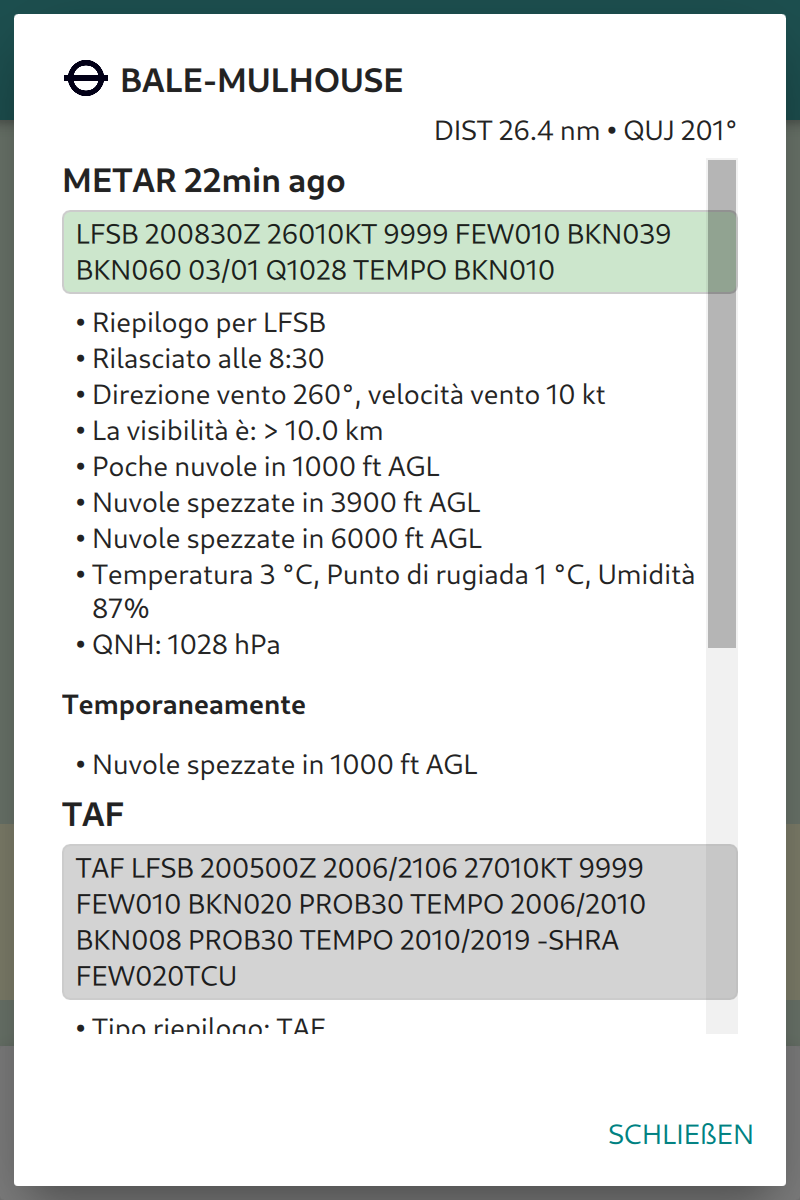 BALE-MULHOUSE
DIST 26.4 nm • QUJ 201°
METAR 22min ago
LFSB 200830Z 26010KT 9999 FEW010 BKN039
BKN060 03/01 Q1028 TEMPO BKN010
• Riepilogo per LFSB
• Rilasciato alle 8:30
• Direzione vento 260°, velocità vento 10 kt
• La visibilità è: > 10.0 km
• Poche nuvole in 1000 ft AGL
• Nuvole spezzate in 3900 ft AGL
• Nuvole spezzate in 6000 ft AGL
• Temperatura 3 °C, Punto di rugiada 1 °C, Umidità
87%
• QNH: 1028 hPa
Temporaneamente
• Nuvole spezzate in 1000 ft AGL
TAF
TAF LFSB 200500Z 2006/2106 27010KT 9999
FEW010 BKN020 PROB30 TEMPO 2006/2010
BKN008 PROB30 TEMPO 2010/2019 -SHRA
FEW020TCU
• Tipo riepilogo: TAF
SCHLIEßEN